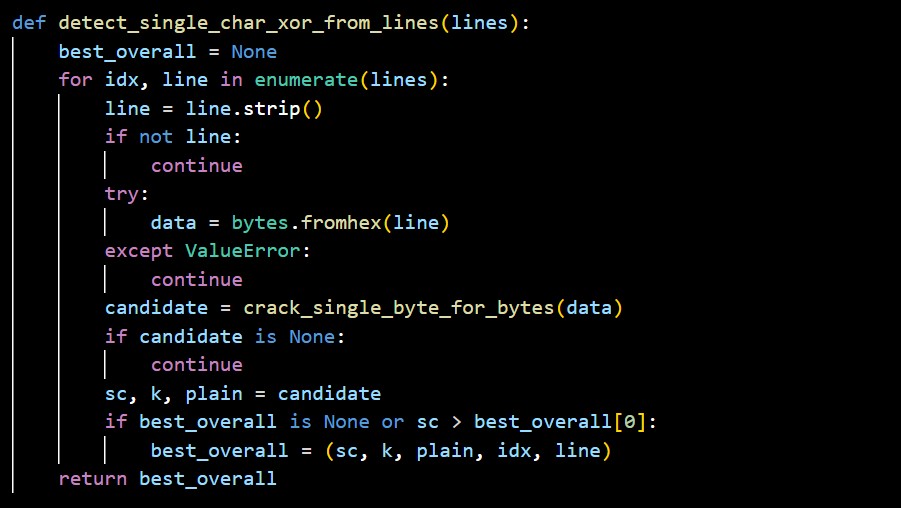 def detect_single_char_xor_from_lines(lines):
    best_overall = None
    for idx, line in enumerate(lines):
        line = line.strip()
        if not line:
            continue
        try:
            data = bytes.fromhex(line)
        except ValueError:
            continue
        candidate = crack_single_byte_for_bytes(data)
        if candidate is None:
            continue
        sc, k, plain = candidate
        if best_overall is None or sc > best_overall[0]:
            best_overall = (sc, k, plain, idx, line)
    return best_overall